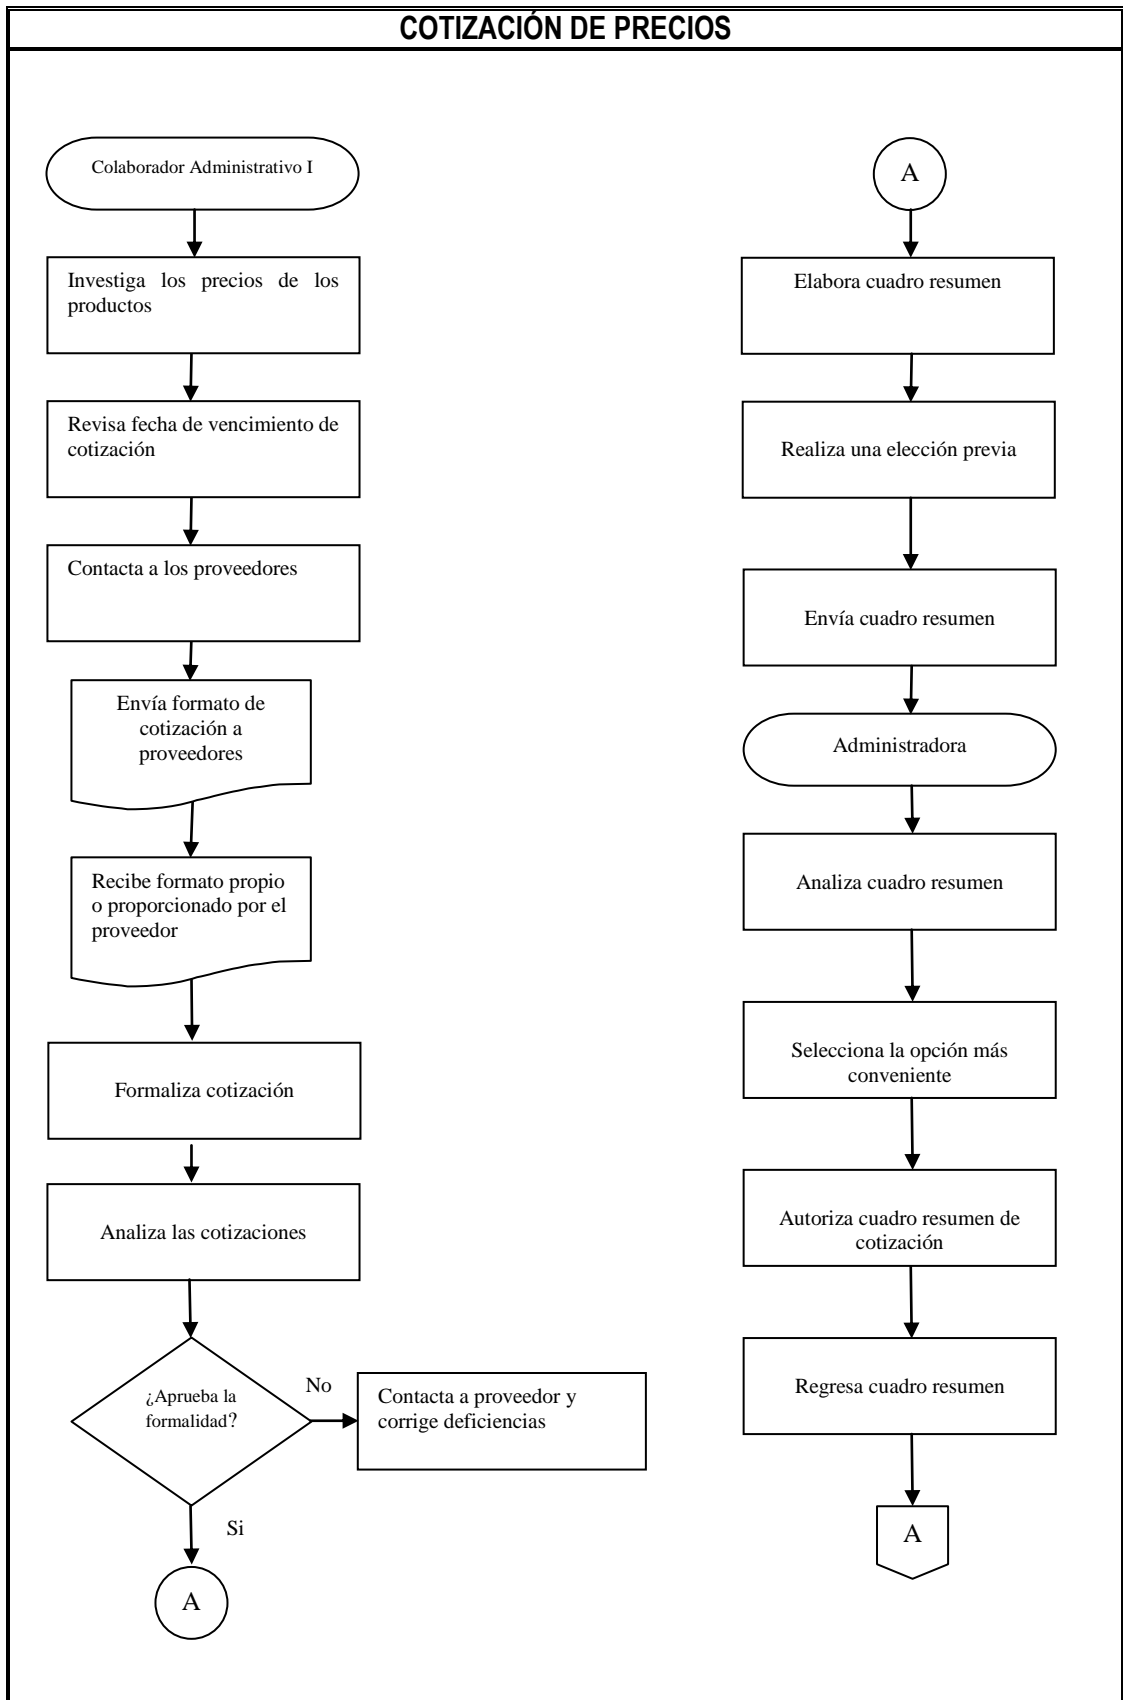 COTIZACIÓN DE PRECIOS
Colaborador Administrativo I
Investiga los precios de los
productos
Revisa fecha de vencimiento de
cotización
Contacta a los proveedores
Envía formato de
cotización a
proveedores
Recibe formato propio
o proporcionado por el
proveedor
Formaliza cotización
Analiza las cotizaciones
¿Aprueba la
formalidad?
No
Contacta a proveedor y
corrige deficiencias
Si
A
A
Elabora cuadro resumen
Realiza una elección previa
Envía cuadro resumen
Administradora
Analiza cuadro resumen
Selecciona la opción más
conveniente
Autoriza cuadro resumen de
cotización
Regresa cuadro resumen
A